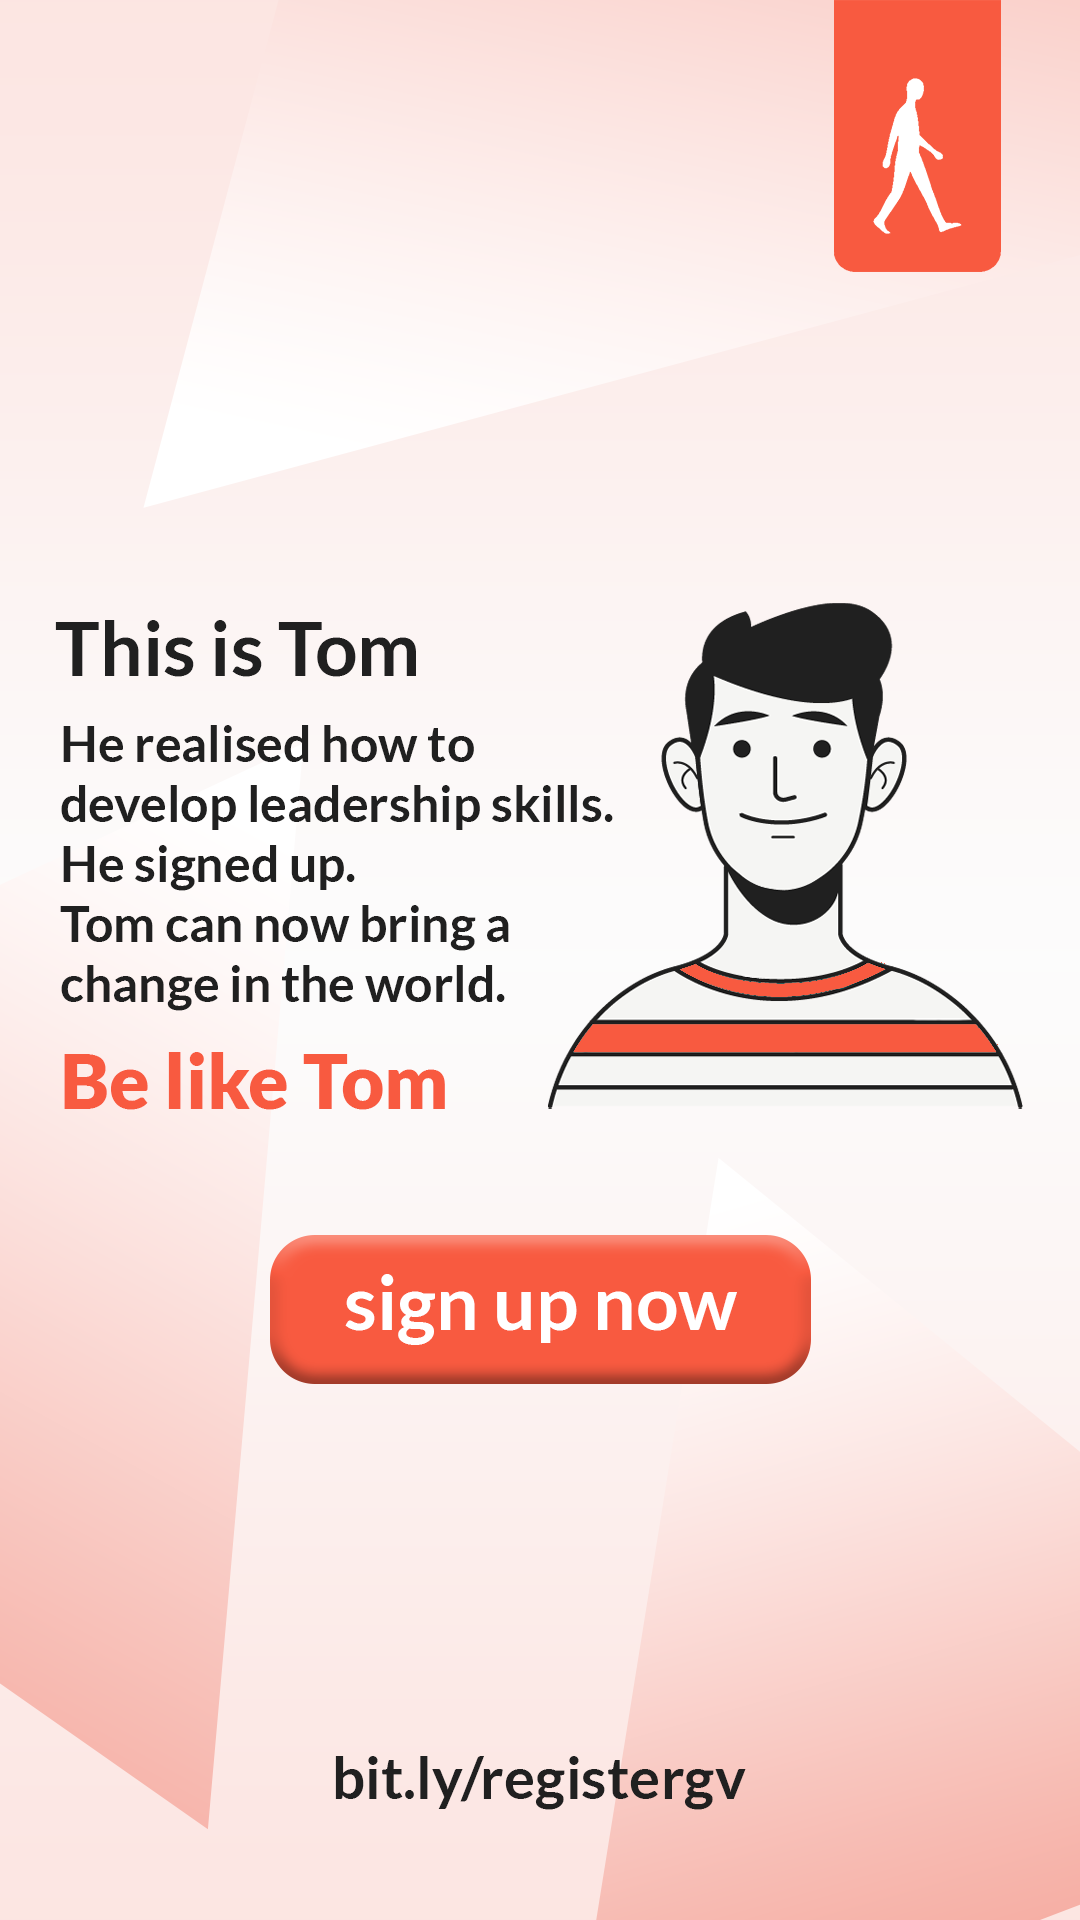 This is Tom
He realised how to
develop leadership skills.
He signed up.
Tom can now bring a
change in the world.
Be like Tom
sign up now
bit.ly/registergv